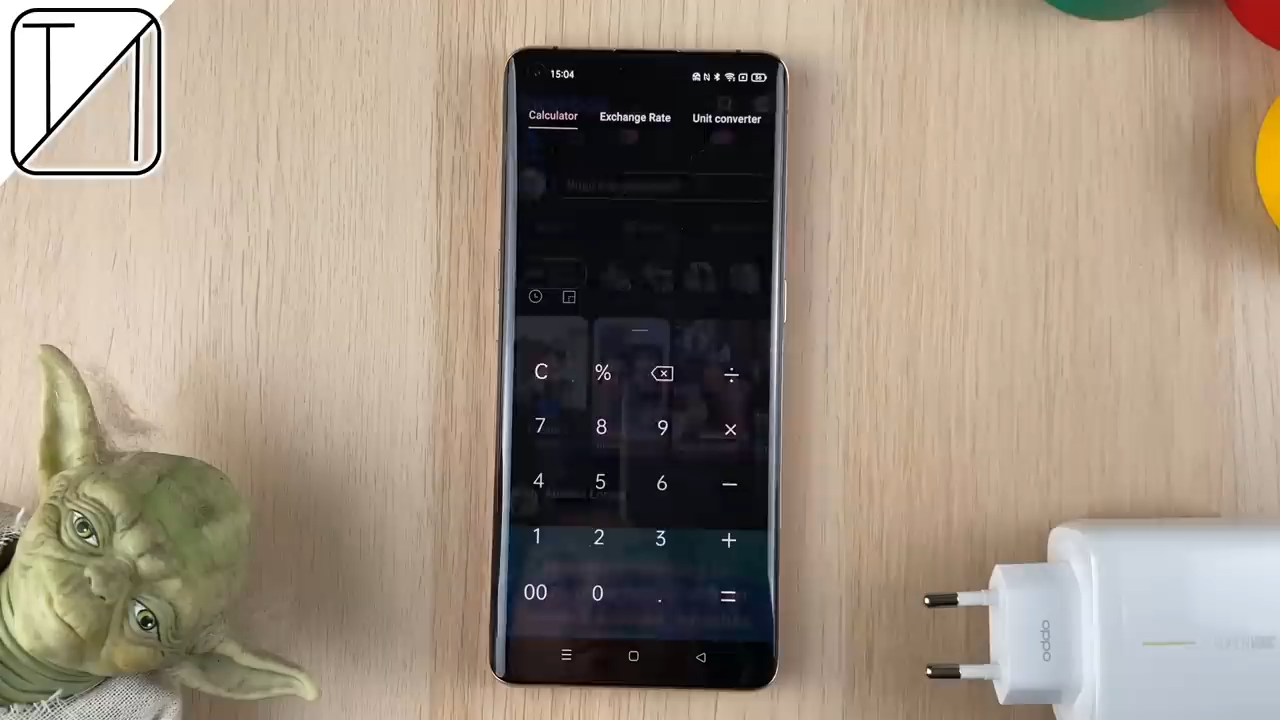 15:04
Calculator Exchange Rate Unit converter
C % ÷
7 8 9 ×
4 5 6 −
1 2 3 +
00 0 . =
oppo